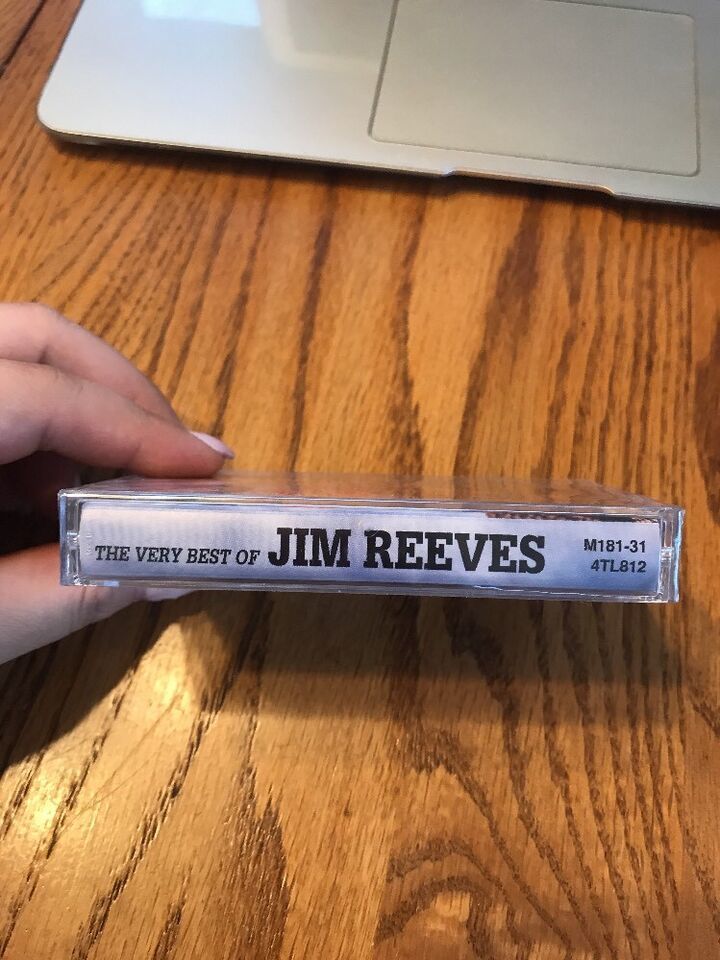 THE VERY BEST OF JIM REEVES
M181-31
4TL812